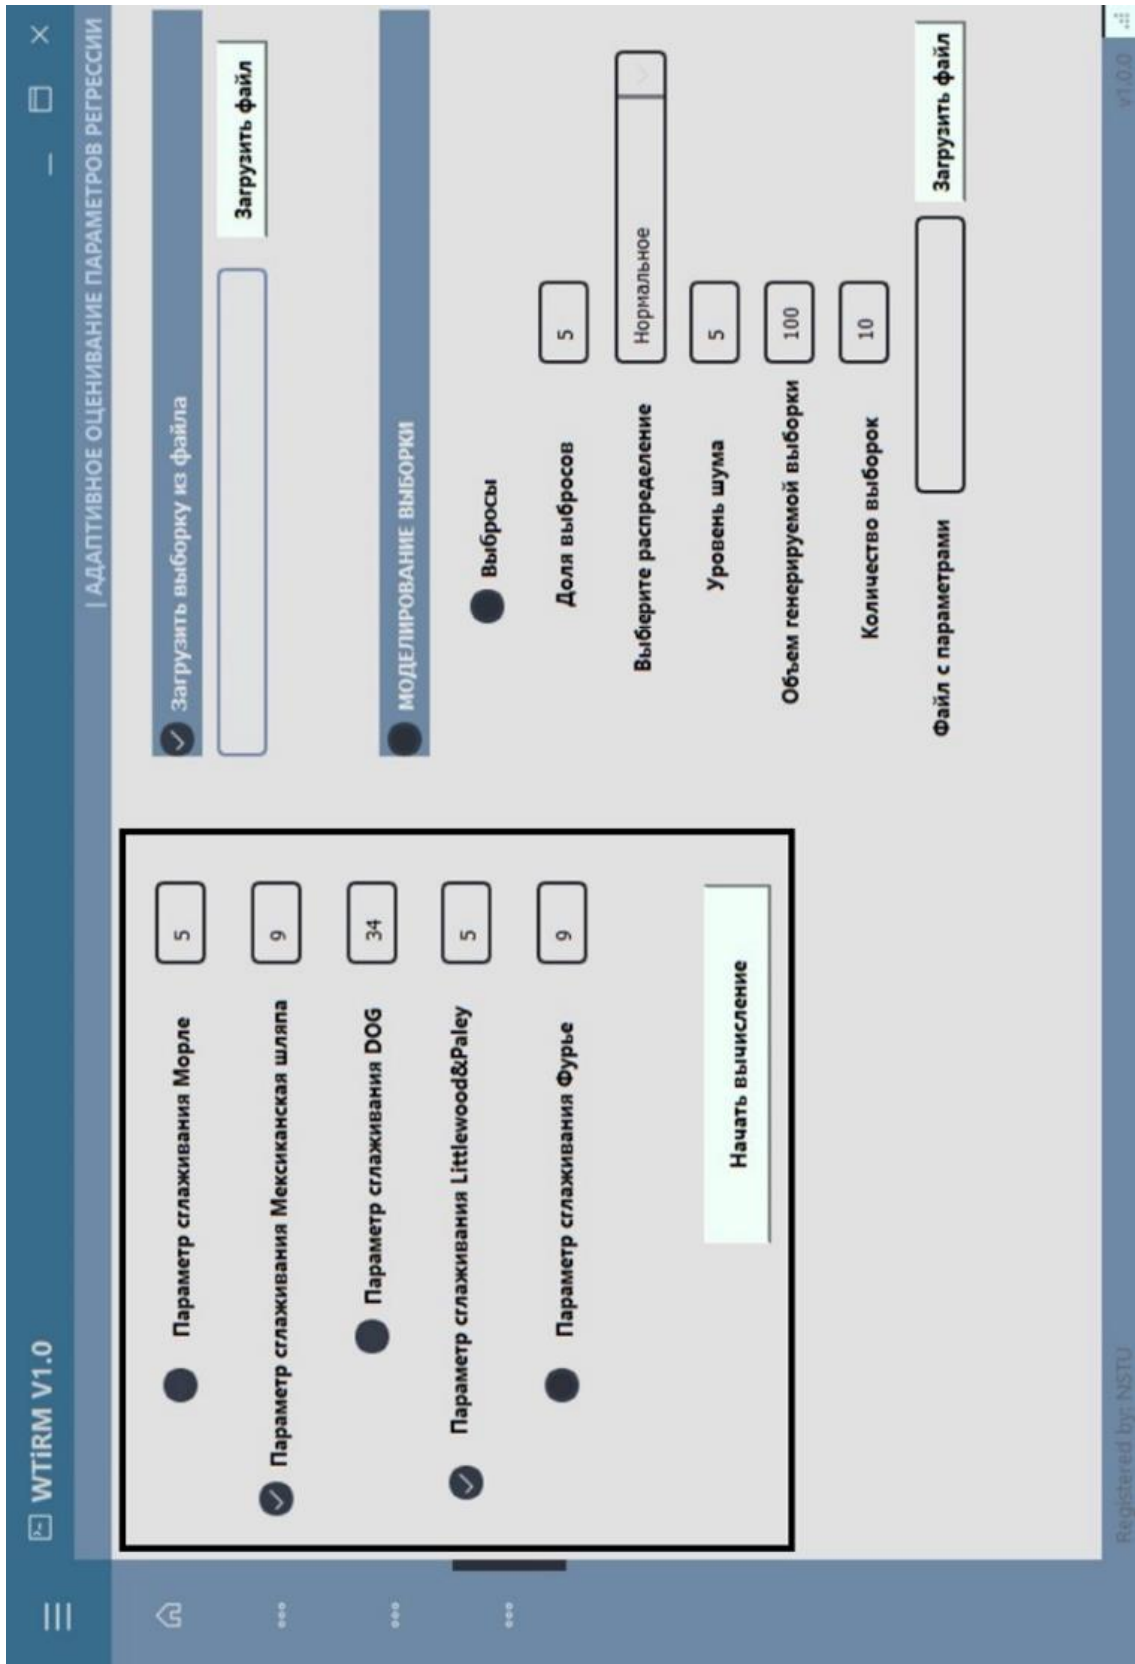 WTiRM V1.0
| АДАПТИВНОЕ ОЦЕНИВАНИЕ ПАРАМЕТРОВ РЕГРЕССИИ
Параметр сглаживания Морле 5
Параметр сглаживания Мексиканская шляпа 9
Параметр сглаживания DOG 34
Параметр сглаживания Littlewood&Paley 5
Параметр сглаживания Фурье 9
Начать вычисление
Загрузить выборку из файла
Загрузить файл
МОДЕЛИРОВАНИЕ ВЫБОРКИ
Выбросы
Доля выбросов 5
Выбиерите распределение Нормальное
Уровень шума 5
Объем генерируемой выборки 100
Количество выборок 10
Файл с параметрами Загрузить файл
Registered by: NSTU v1.0.0